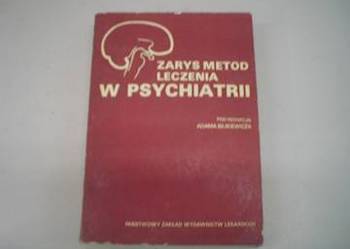 ZARYS METOD
LECZENIA
W PSYCHIATRII
POD REDAKCJĄ
ADAMA BILIKIEWICZA
PAŃSTWOWY ZAKŁAD WYDAWNICTW LEKARSKICH